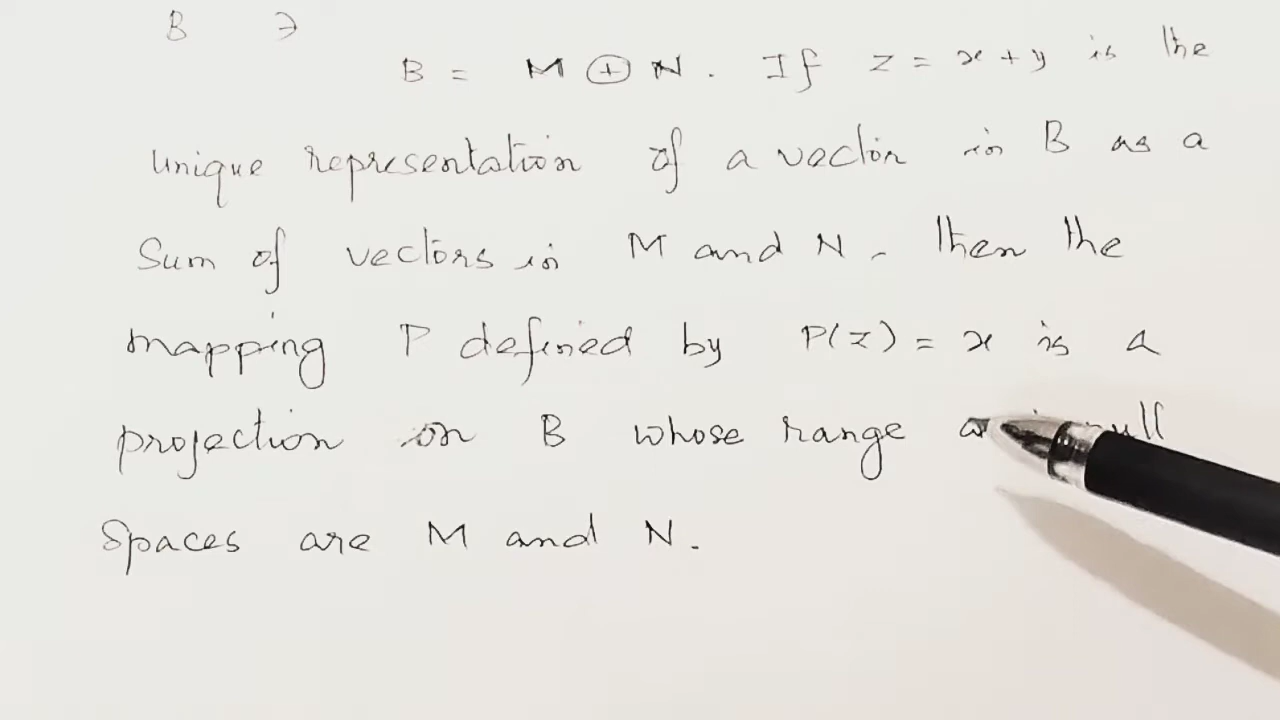 B ∋
B = M ⊕ N. If z = x + y is the
unique representation of a vector in B as a
Sum of vectors in M and N. Then the
mapping P defined by P(z) = x is a
projection on B whose range null
Spaces are M and N.